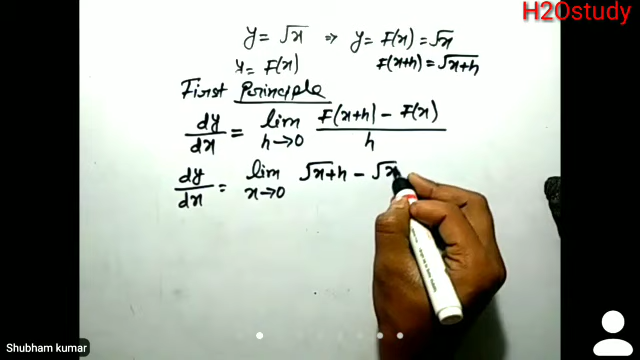 H2Ostudy
y = √x ⇒ y = F(x) = √x
y = F(x) F(x+h) = √x+h
First Principle
dy/dx = lim h→0 F(x+h) - F(x) / h
dy/dx = lim x→0 √x+h - √x
Shubham kumar